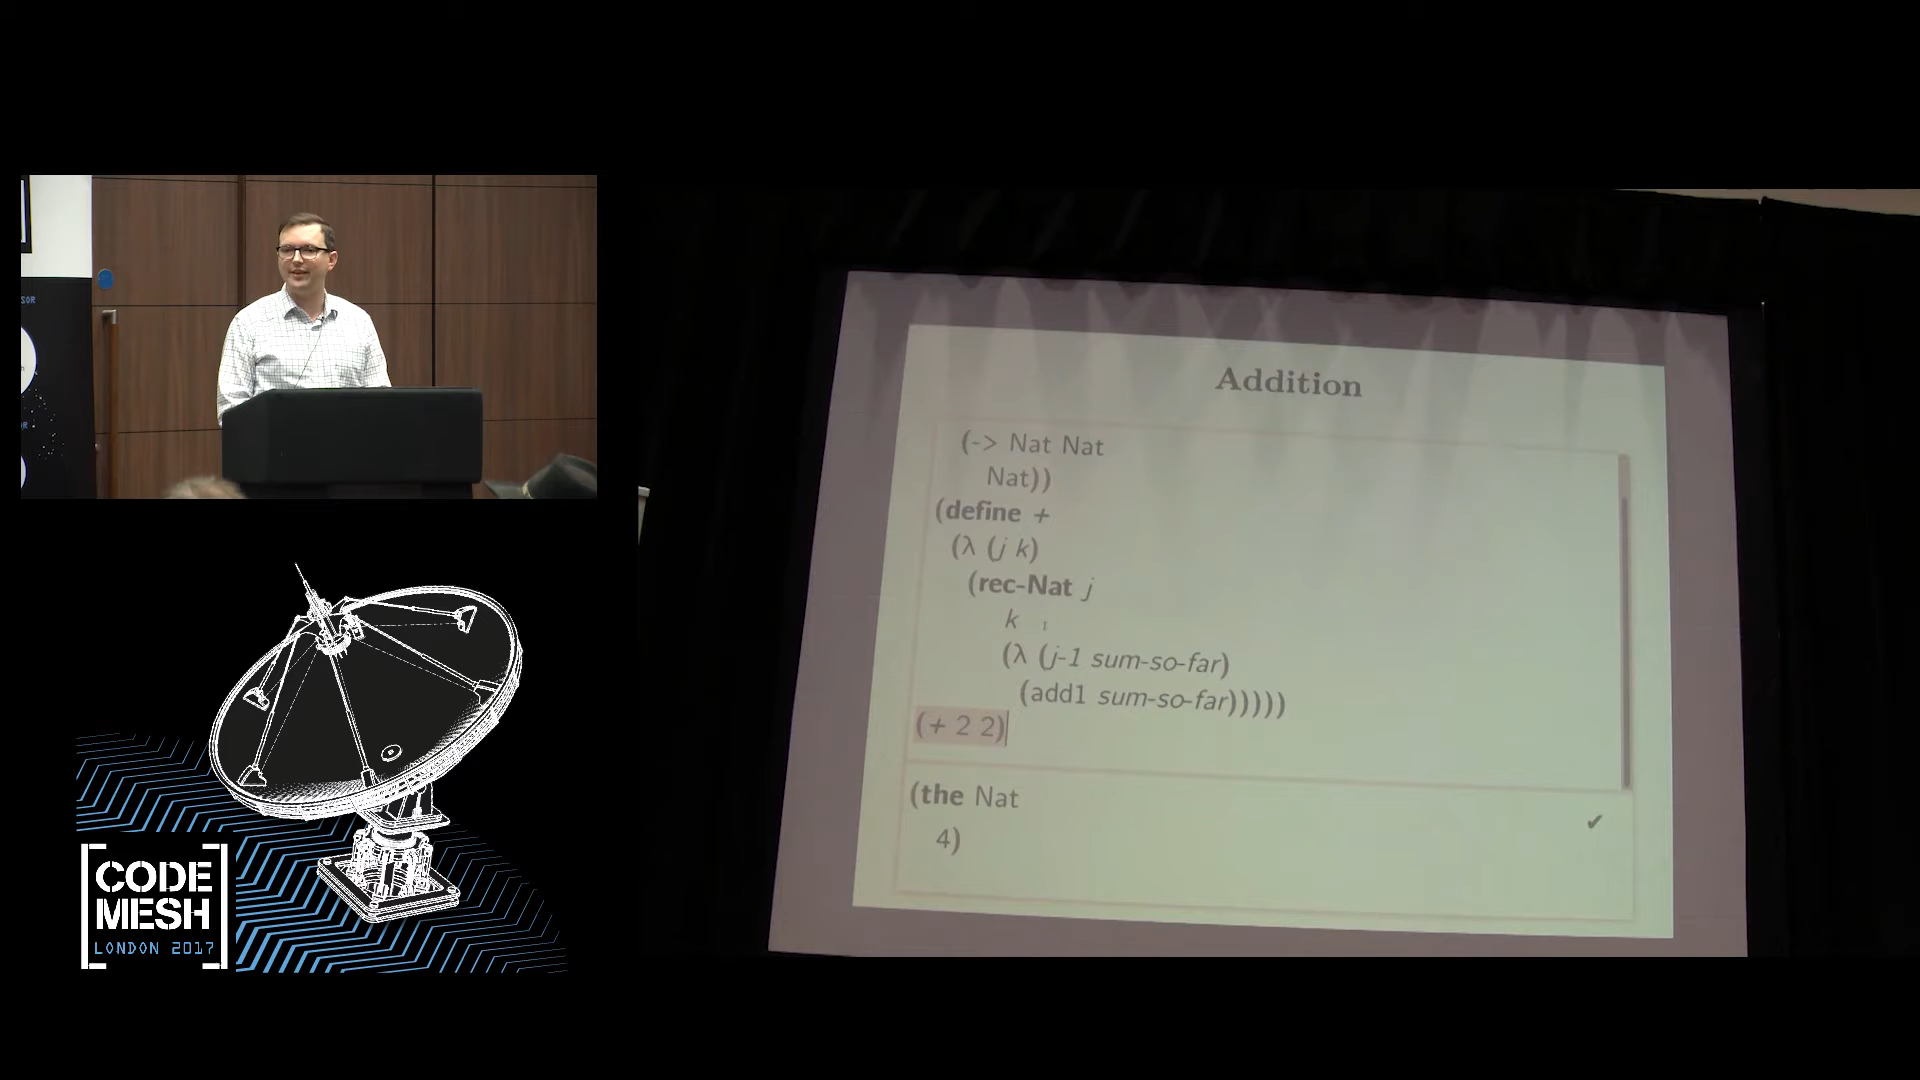 SOR
Addition
(-> Nat Nat
Nat))
(define +
(λ (j k)
(rec-Nat j
k
(λ (j-1 sum-so-far)
(add1 sum-so-far)))))
(+ 2 2)
(the Nat
4)
✔
CODE
MESH
LONDON 2017